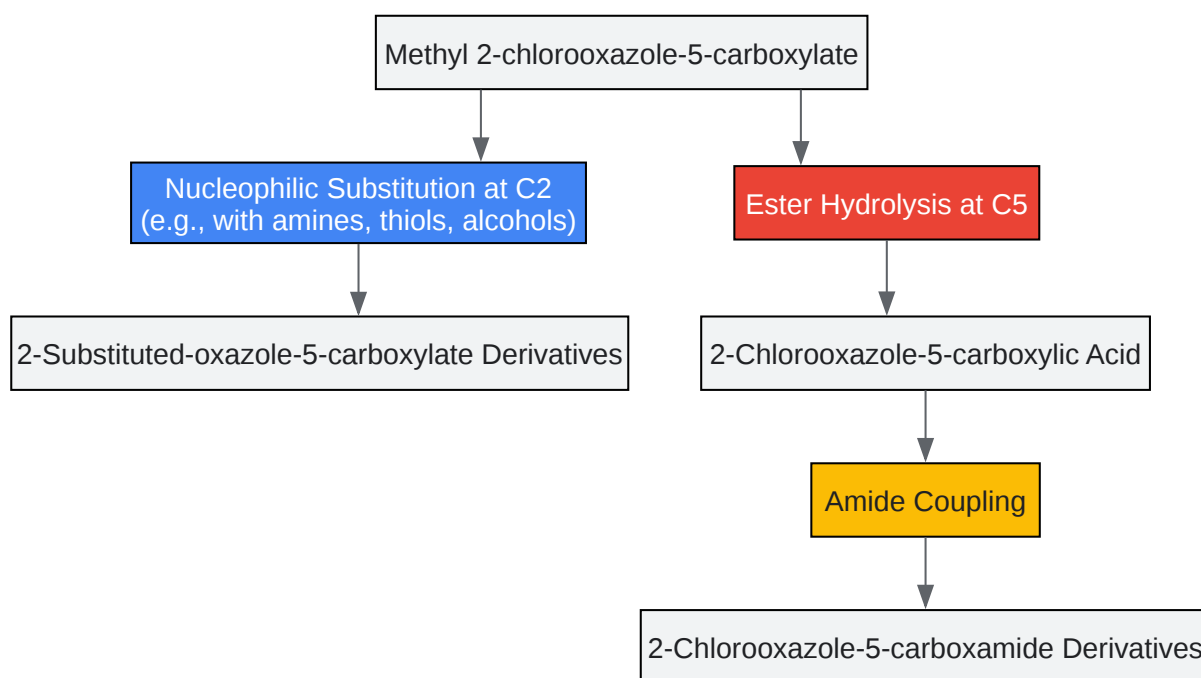 Methyl 2-chlorooxazole-5-carboxylate
Nucleophilic Substitution at C2
(e.g., with amines, thiols, alcohols)
Ester Hydrolysis at C5
2-Substituted-oxazole-5-carboxylate Derivatives
2-Chlorooxazole-5-carboxylic Acid
Amide Coupling
2-Chlorooxazole-5-carboxamide Derivatives